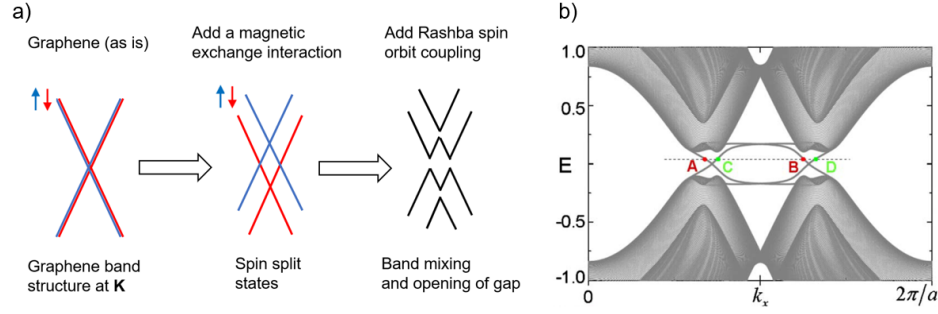 a)
Graphene (as is)
Add a magnetic
exchange interaction
Add Rashba spin
orbit coupling
Graphene band
structure at K
Spin split
states
Band mixing
and opening of gap
b)
1.0
0.5
E 0
-0.5
-1.0
A C B D
0 kₓ 2π/a